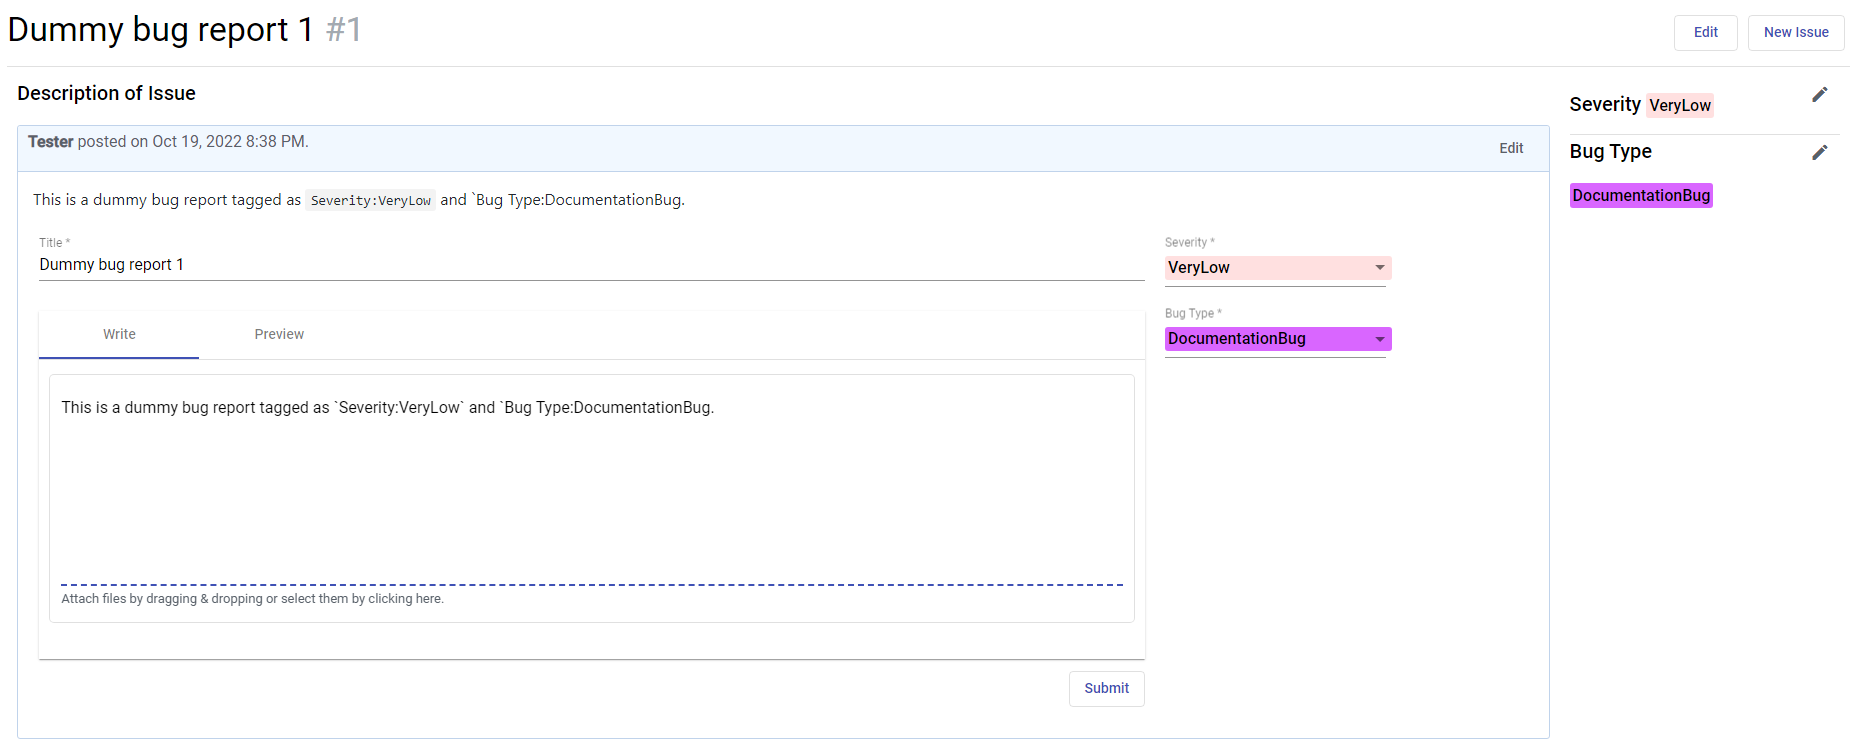 Dummy bug report 1 #1
Edit
New Issue
Description of Issue
Tester posted on Oct 19, 2022 8:38 PM.
Edit
This is a dummy bug report tagged as Severity:VeryLow and `Bug Type:DocumentationBug.
Title *
Dummy bug report 1
Write
Preview
This is a dummy bug report tagged as `Severity:VeryLow` and `Bug Type:DocumentationBug.
Attach files by dragging & dropping or select them by clicking here.
Submit
Severity *
VeryLow
Bug Type *
DocumentationBug
Severity VeryLow
Bug Type
DocumentationBug